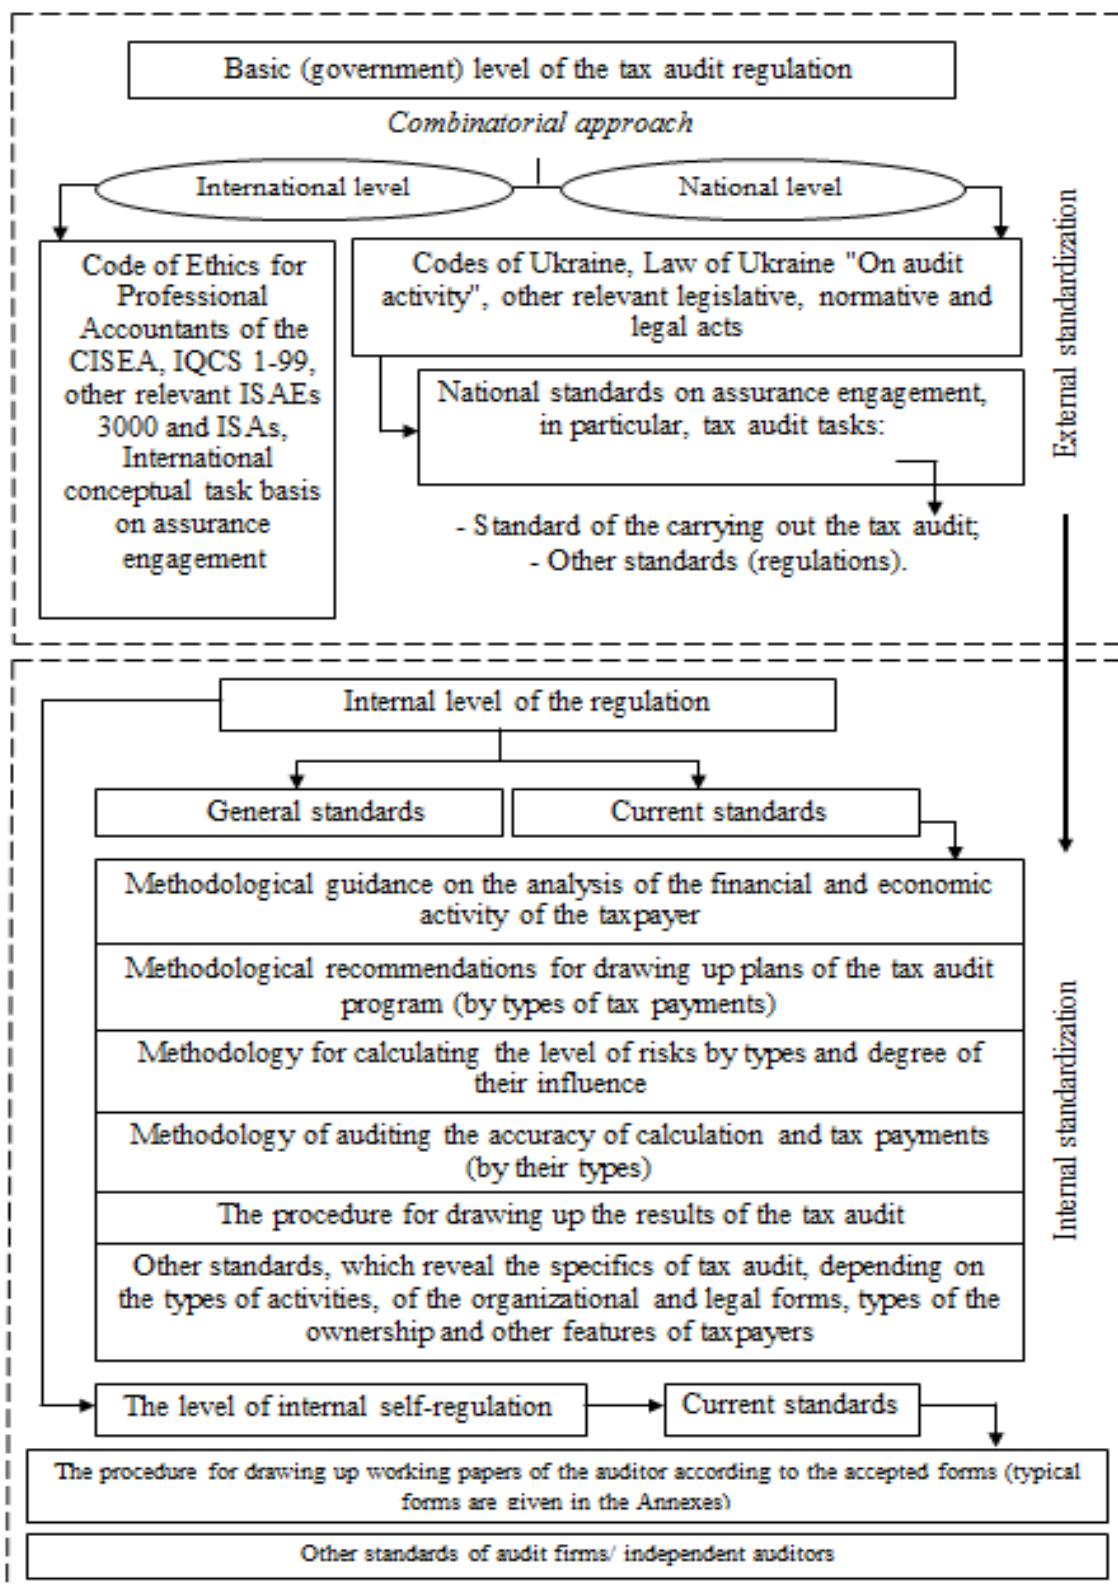 Basic (government) level of the tax audit regulation
Combinatorial approach
International level
National level
Code of Ethics for
Professional
Accountants of the
CISEA, IQCS 1-99,
other relevant ISAEs
3000 and ISAs,
International
conceptual task basis
on assurance
engagement
Codes of Ukraine, Law of Ukraine "On audit
activity", other relevant legislative, normative and
legal acts
National standards on assurance engagement,
in particular, tax audit tasks:
- Standard of the carrying out the tax audit;
- Other standards (regulations).
External standardization
Internal level of the regulation
General standards
Current standards
Methodological guidance on the analysis of the financial and economic
activity of the taxpayer
Methodological recommendations for drawing up plans of the tax audit
program (by types of tax payments)
Methodology for calculating the level of risks by types and degree of
their influence
Methodology of auditing the accuracy of calculation and tax payments
(by their types)
The procedure for drawing up the results of the tax audit
Other standards, which reveal the specifics of tax audit, depending on
the types of activities, of the organizational and legal forms, types of the
ownership and other features of taxpayers
Internal standardization
The level of internal self-regulation
Current standards
The procedure for drawing up working papers of the auditor according to the accepted forms (typical
forms are given in the Annexes)
Other standards of audit firms/ independent auditors